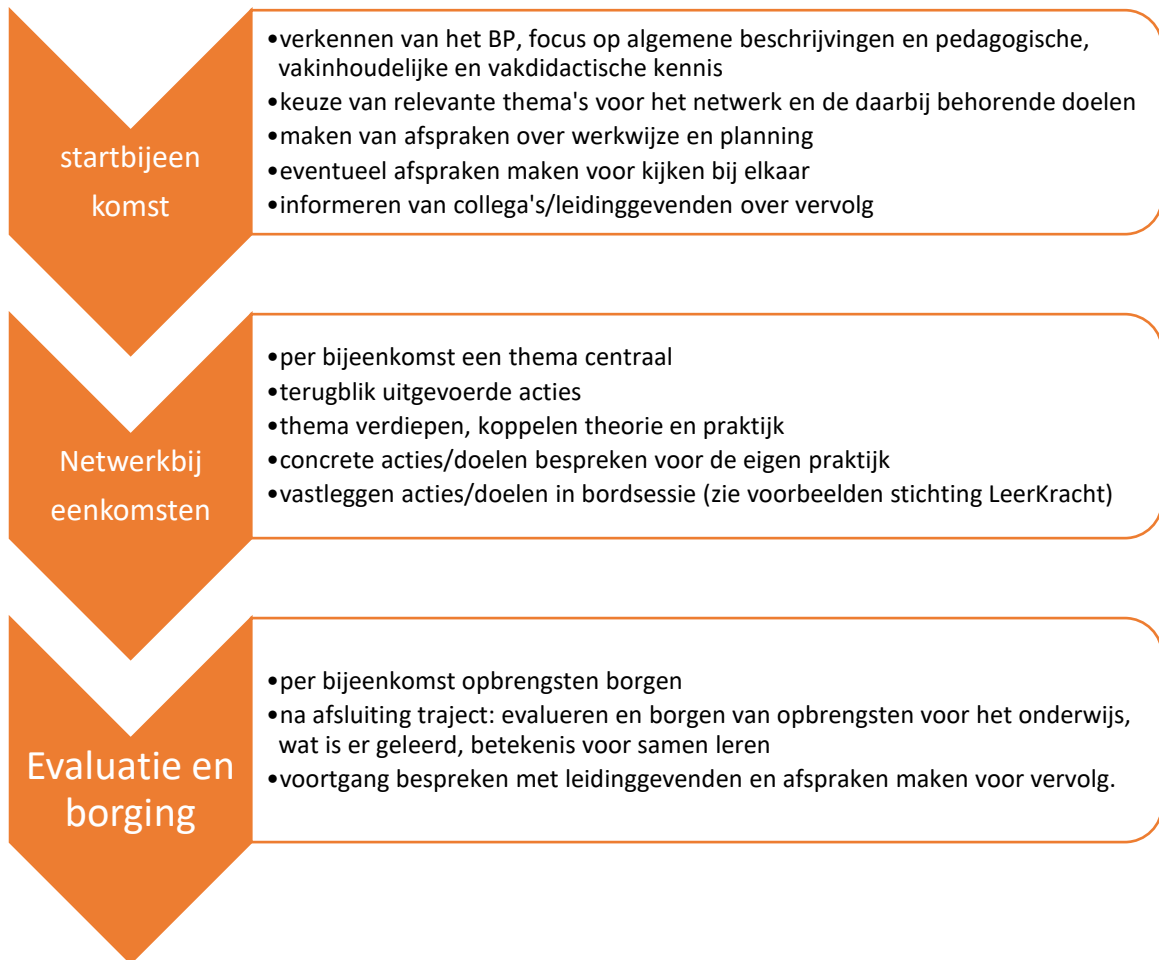 startbijeen
komst
•verkennen van het BP, focus op algemene beschrijvingen en pedagogische,
vakinhoudelijke en vakdidactische kennis
•keuze van relevante thema's voor het netwerk en de daarbij behorende doelen
•maken van afspraken over werkwijze en planning
•eventueel afspraken maken voor kijken bij elkaar
•informeren van collega's/leidinggevenden over vervolg
Netwerkbij
eenkomsten
•per bijeenkomst een thema centraal
•terugblik uitgevoerde acties
•thema verdiepen, koppelen theorie en praktijk
•concrete acties/doelen bespreken voor de eigen praktijk
•vastleggen acties/doelen in bordsessie (zie voorbeelden stichting LeerKracht)
Evaluatie en
borging
•per bijeenkomst opbrengsten borgen
•na afsluiting traject: evalueren en borgen van opbrengsten voor het onderwijs,
wat is er geleerd, betekenis voor samen leren
•voortgang bespreken met leidinggevenden en afspraken maken voor vervolg.